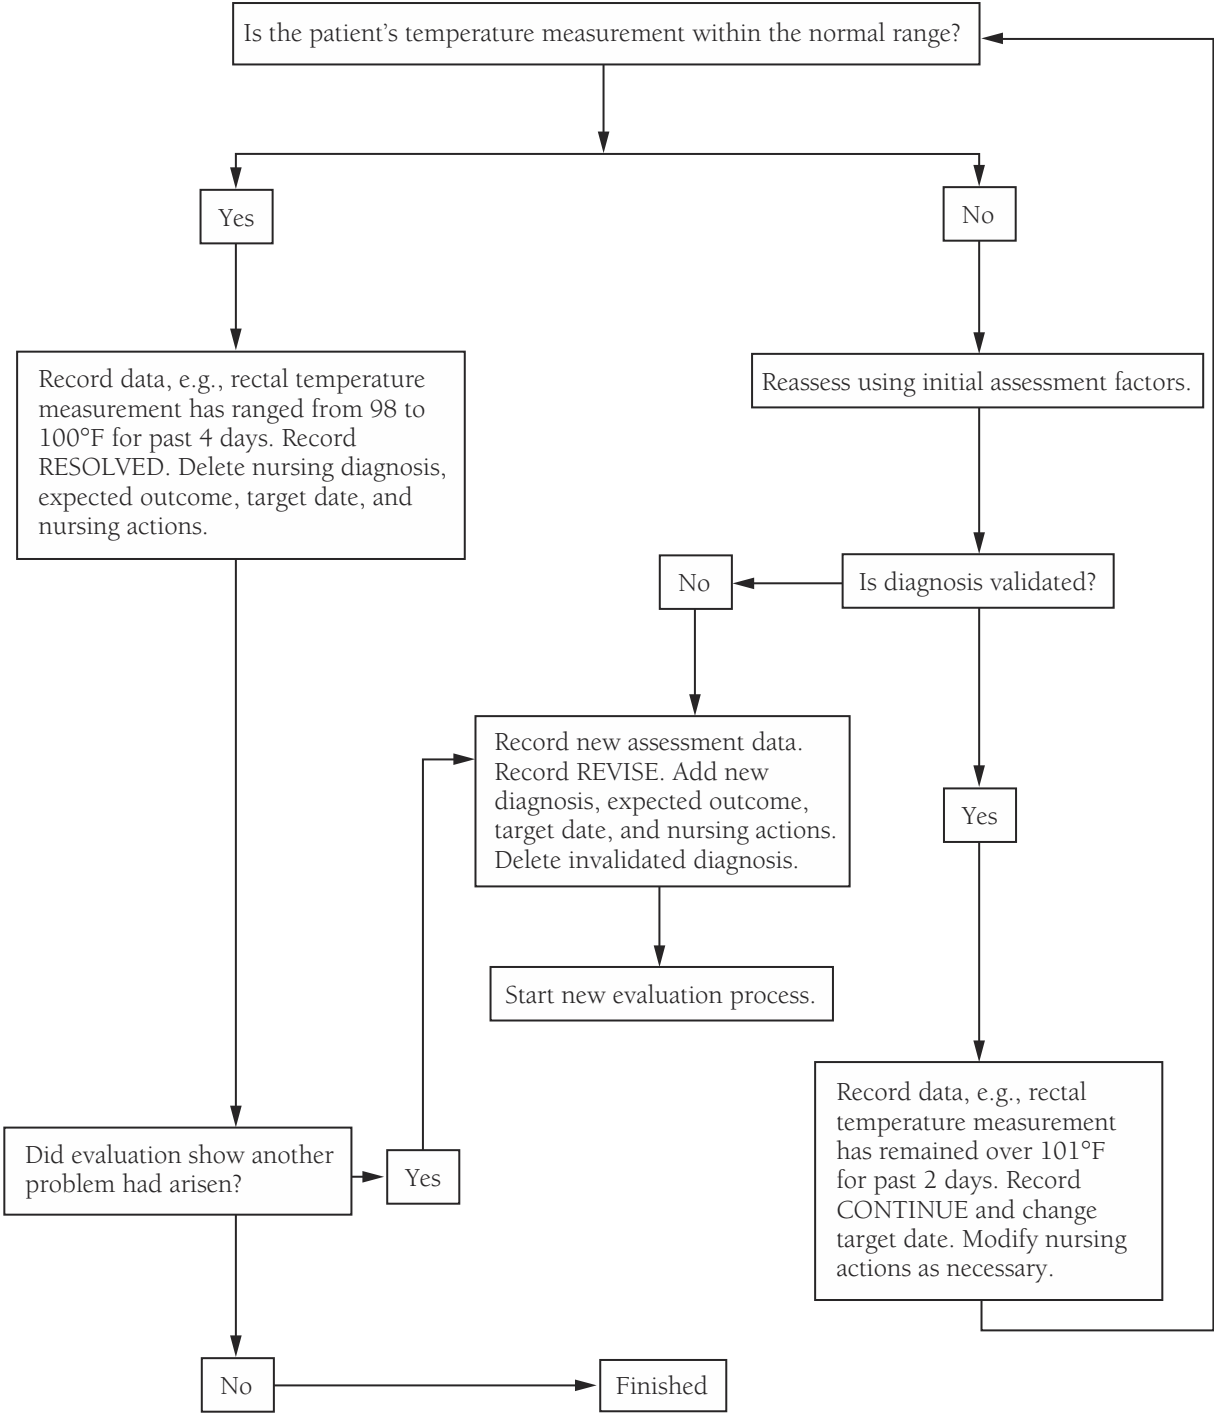 Is the patient’s temperature measurement within the normal range?
Yes
No
Record data, e.g., rectal temperature
measurement has ranged from 98 to
100°F for past 4 days. Record
RESOLVED. Delete nursing diagnosis,
expected outcome, target date, and
nursing actions.
Reassess using initial assessment factors.
No
Is diagnosis validated?
Record new assessment data.
Record REVISE. Add new
diagnosis, expected outcome,
target date, and nursing actions.
Delete invalidated diagnosis.
Yes
Start new evaluation process.
Record data, e.g., rectal
temperature measurement
has remained over 101°F
for past 2 days. Record
CONTINUE and change
target date. Modify nursing
actions as necessary.
Did evaluation show another
problem had arisen?
Yes
No
Finished